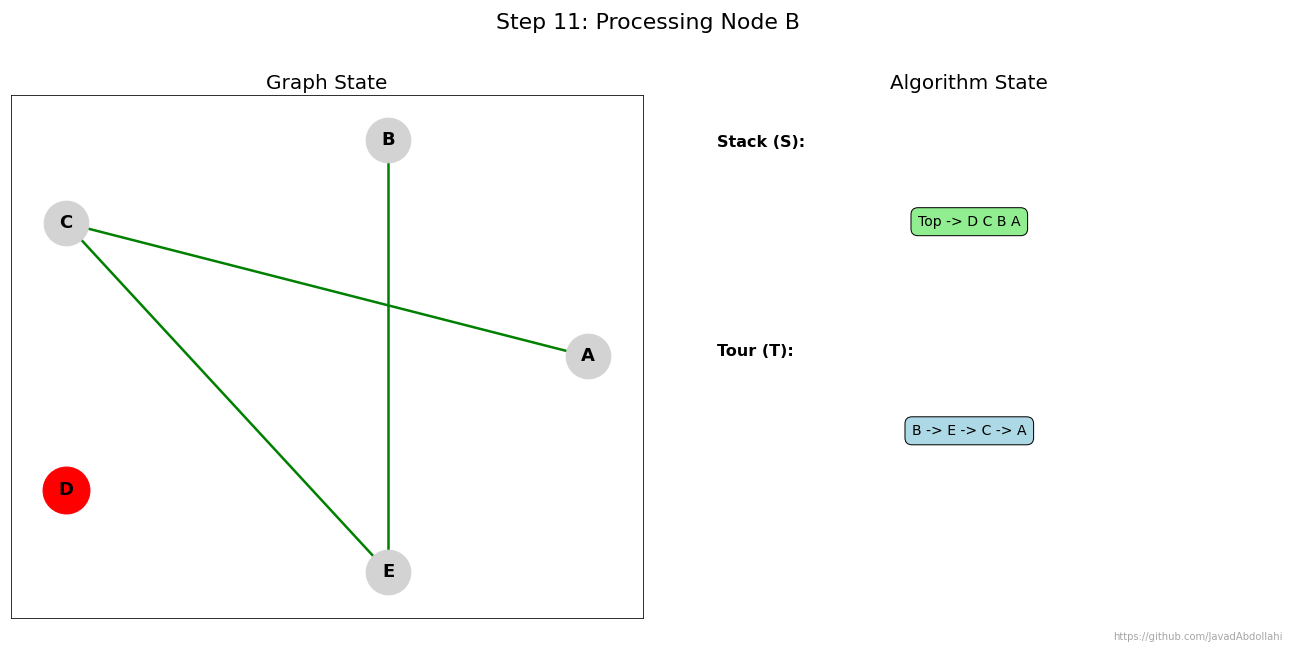 Step 11: Processing Node B
Graph State
B
C
A
D
E
Algorithm State
Stack (S):
Top -> D C B A
Tour (T):
B -> E -> C -> A
https://github.com/JavadAbdollahi